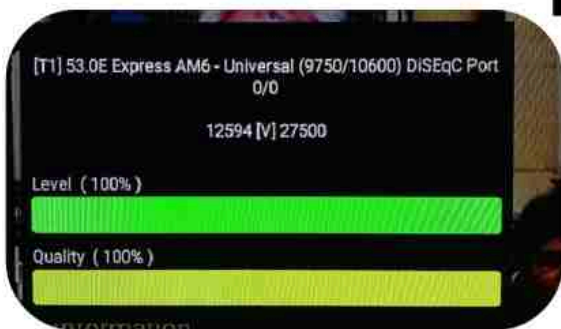 [T1] 53.0E Express AM6 - Universal (9750/10600) DiSEqC Port
0/0
12594 [V] 27500
Level ( 100% )
Quality ( 100% )